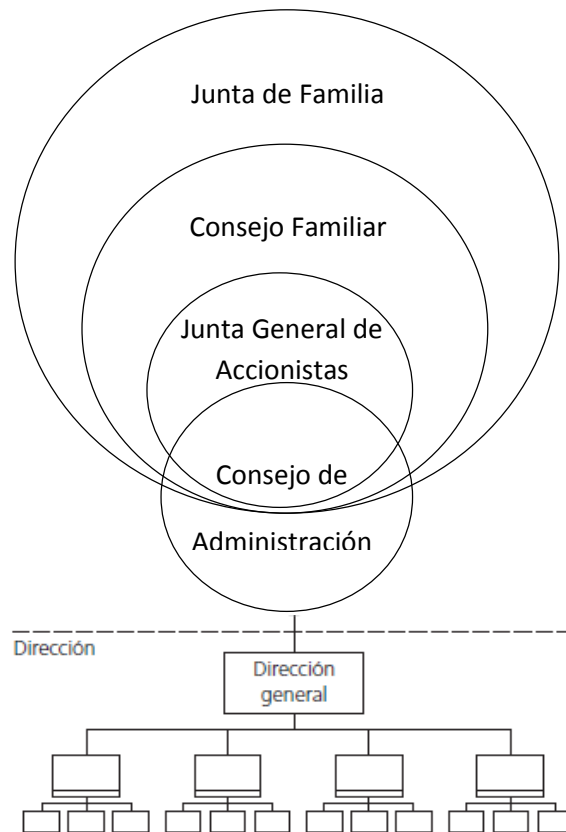 Junta de Familia
Consejo Familiar
Junta General de
Accionistas
Consejo de
Administración
Dirección
Dirección
general